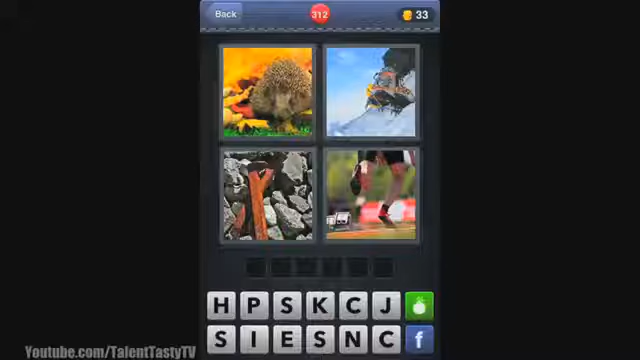 Back
312
33
H P S K C J
S I E S N C f
Youtube.com/TalentTastyTV